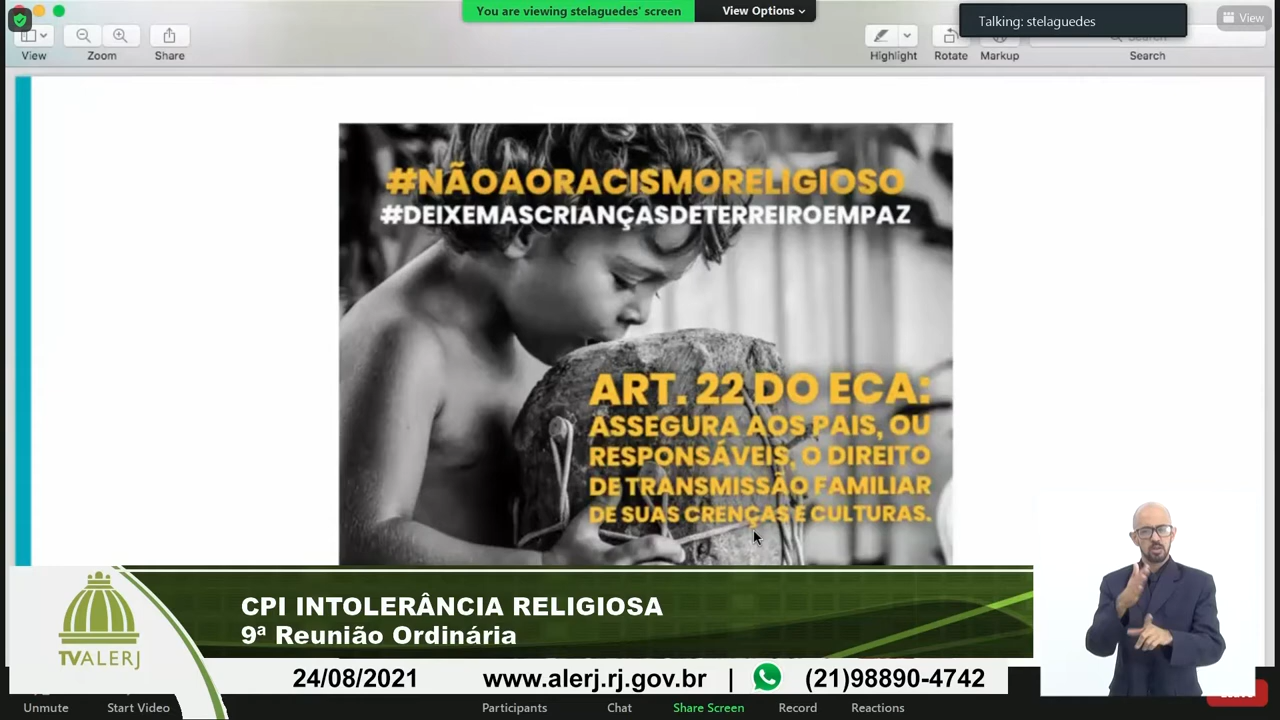 You are viewing stelaguedes' screen
View Options
Talking: stelaguedes
View
View
Zoom
Share
Highlight
Rotate
Markup
Search
Search
#NÃOAORACISMORELIGIOSO
#DEIXEMASCRIANÇASDETERREIROEMPAZ
ART. 22 DO ECA:
ASSEGURA AOS PAIS, OU
RESPONSÁVEIS, O DIREITO
DE TRANSMISSÃO FAMILIAR
DE SUAS CRENÇAS E CULTURAS.
TVALERJ
CPI INTOLERÂNCIA RELIGIOSA
9ª Reunião Ordinária
24/08/2021 www.alerj.rj.gov.br | (21)98890-4742
Unmute
Start Video
Participants
Chat
Share Screen
Record
Reactions